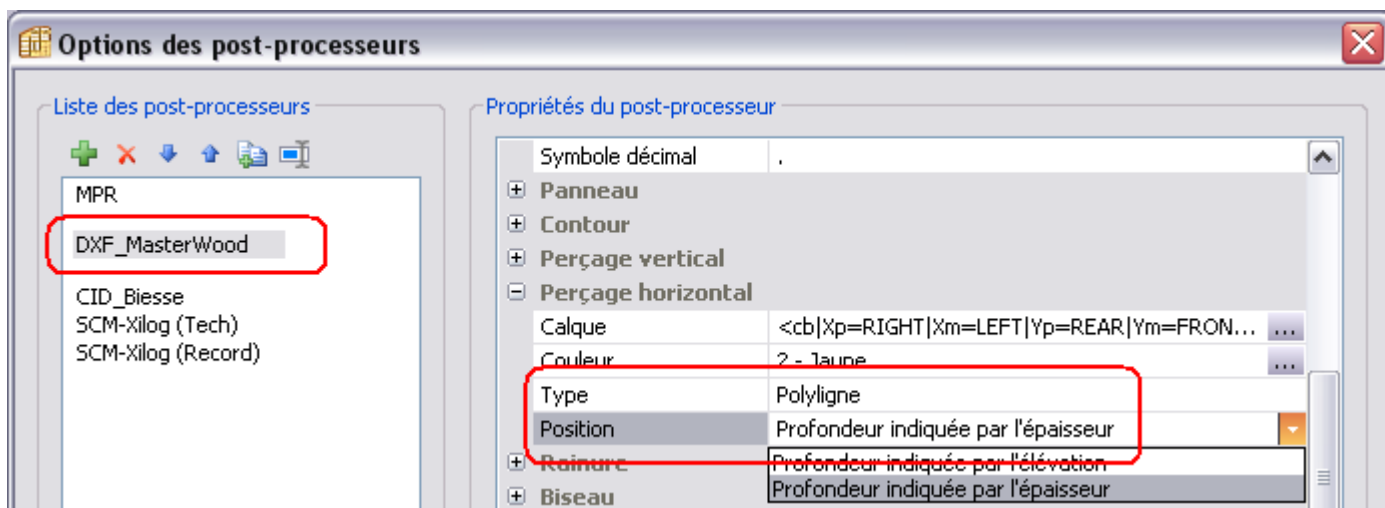 Options des post-processeurs
Liste des post-processeurs
MPR
DXF_MasterWood
CID_Biesse
SCM-Xilog (Tech)
SCM-Xilog (Record)
Propriétés du post-processeur
Symbole décimal .
Panneau
Contour
Perçage vertical
Perçage horizontal
Calque <cb|Xp=RIGHT|Xm=LEFT|Yp=REAR|Ym=FRON... ...
Couleur 2 - Jaune ...
Type Polyligne
Position Profondeur indiquée par l'épaisseur
Rainure Profondeur indiquée par l'élévation
Biseau Profondeur indiquée par l'épaisseur